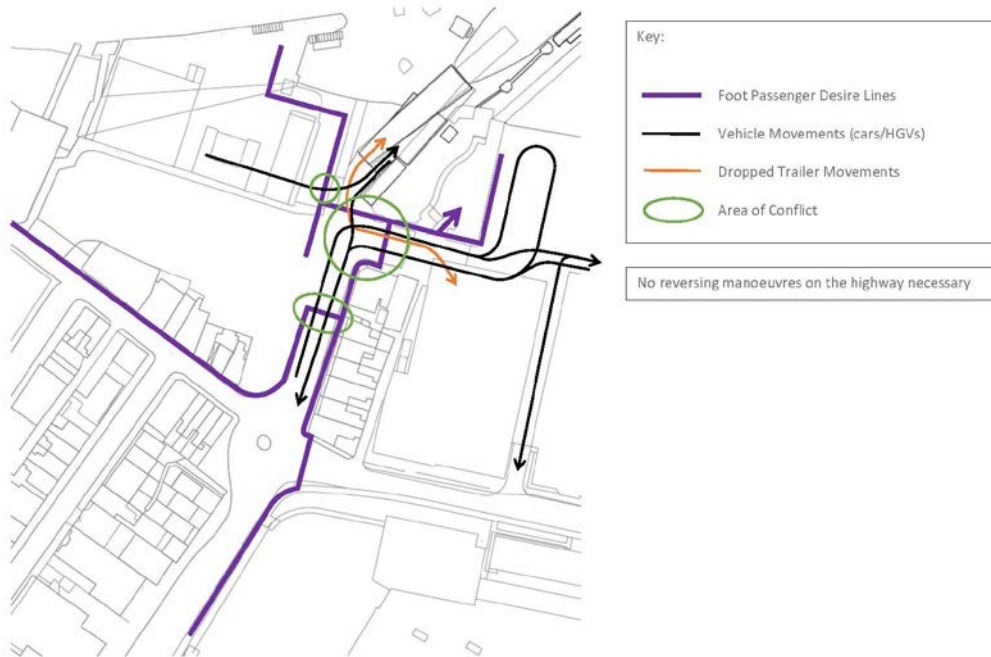 Key:
Foot Passenger Desire Lines
Vehicle Movements (cars/HGVs)
Dropped Trailer Movements
Area of Conflict
No reversing manoeuvres on the highway necessary